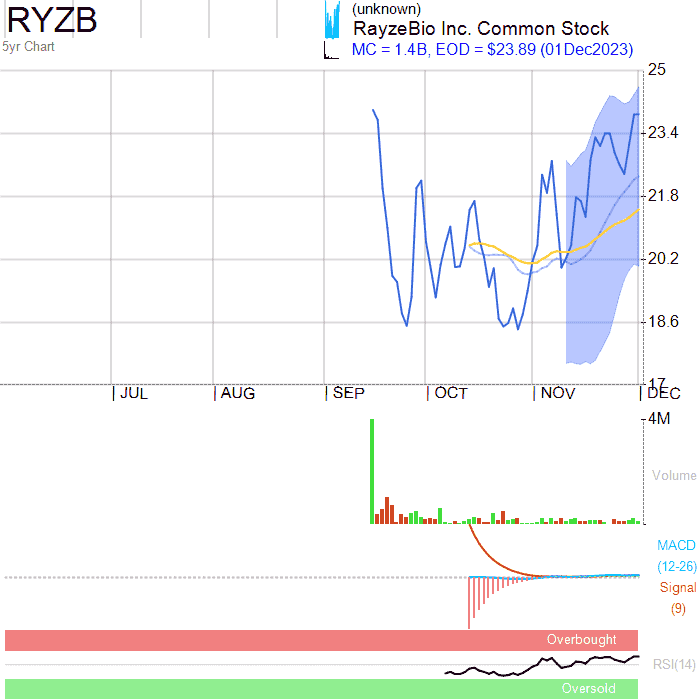 RYZB
5yr Chart
(unknown)
RayzeBio Inc. Common Stock
MC = 1.4B, EOD = $23.89 (01Dec2023)
25
23.4
21.8
20.2
18.6
17
JUL
AUG
SEP
OCT
NOV
DEC
4M
Volume
MACD
(12-26)
Signal
(9)
Overbought
RSI(14)
Oversold